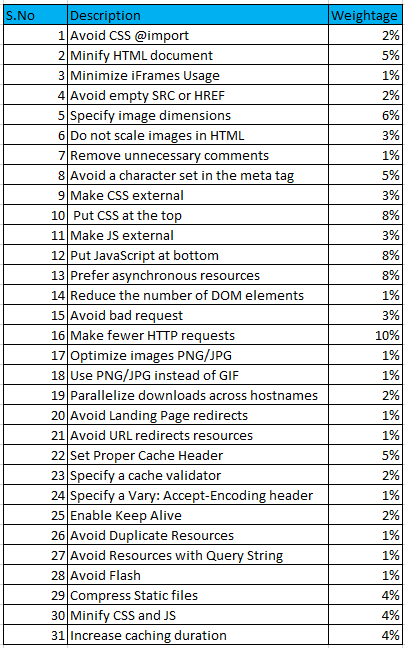 S.No Description Weightage
1 Avoid CSS @import 2%
2 Minify HTML document 5%
3 Minimize iFrames Usage 1%
4 Avoid empty SRC or HREF 2%
5 Specify image dimensions 6%
6 Do not scale images in HTML 3%
7 Remove unnecessary comments 1%
8 Avoid a character set in the meta tag 5%
9 Make CSS external 3%
10 Put CSS at the top 8%
11 Make JS external 3%
12 Put JavaScript at bottom 8%
13 Prefer asynchronous resources 8%
14 Reduce the number of DOM elements 1%
15 Avoid bad request 3%
16 Make fewer HTTP requests 10%
17 Optimize images PNG/JPG 1%
18 Use PNG/JPG instead of GIF 1%
19 Parallelize downloads across hostnames 2%
20 Avoid Landing Page redirects 1%
21 Avoid URL redirects resources 1%
22 Set Proper Cache Header 5%
23 Specify a cache validator 2%
24 Specify a Vary: Accept-Encoding header 1%
25 Enable Keep Alive 2%
26 Avoid Duplicate Resources 1%
27 Avoid Resources with Query String 1%
28 Avoid Flash 1%
29 Compress Static files 4%
30 Minify CSS and JS 4%
31 Increase caching duration 4%